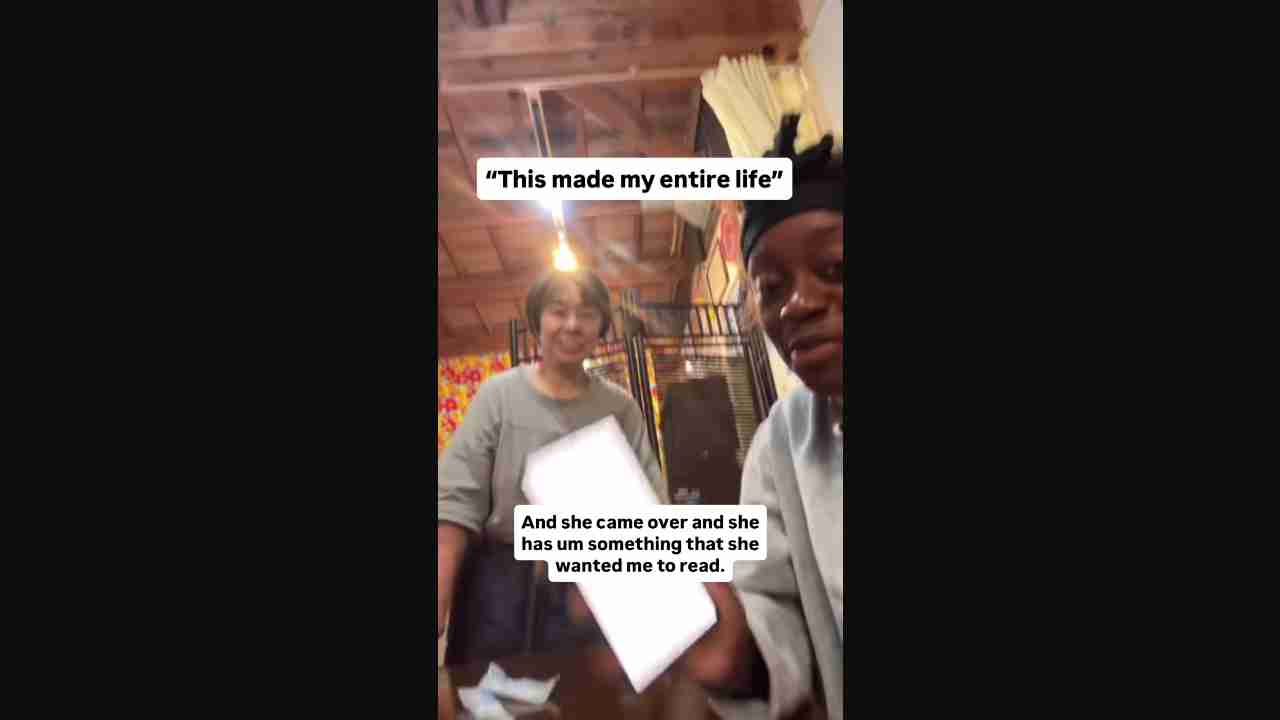 “This made my entire life”
And she came over and she
has um something that she
wanted me to read.